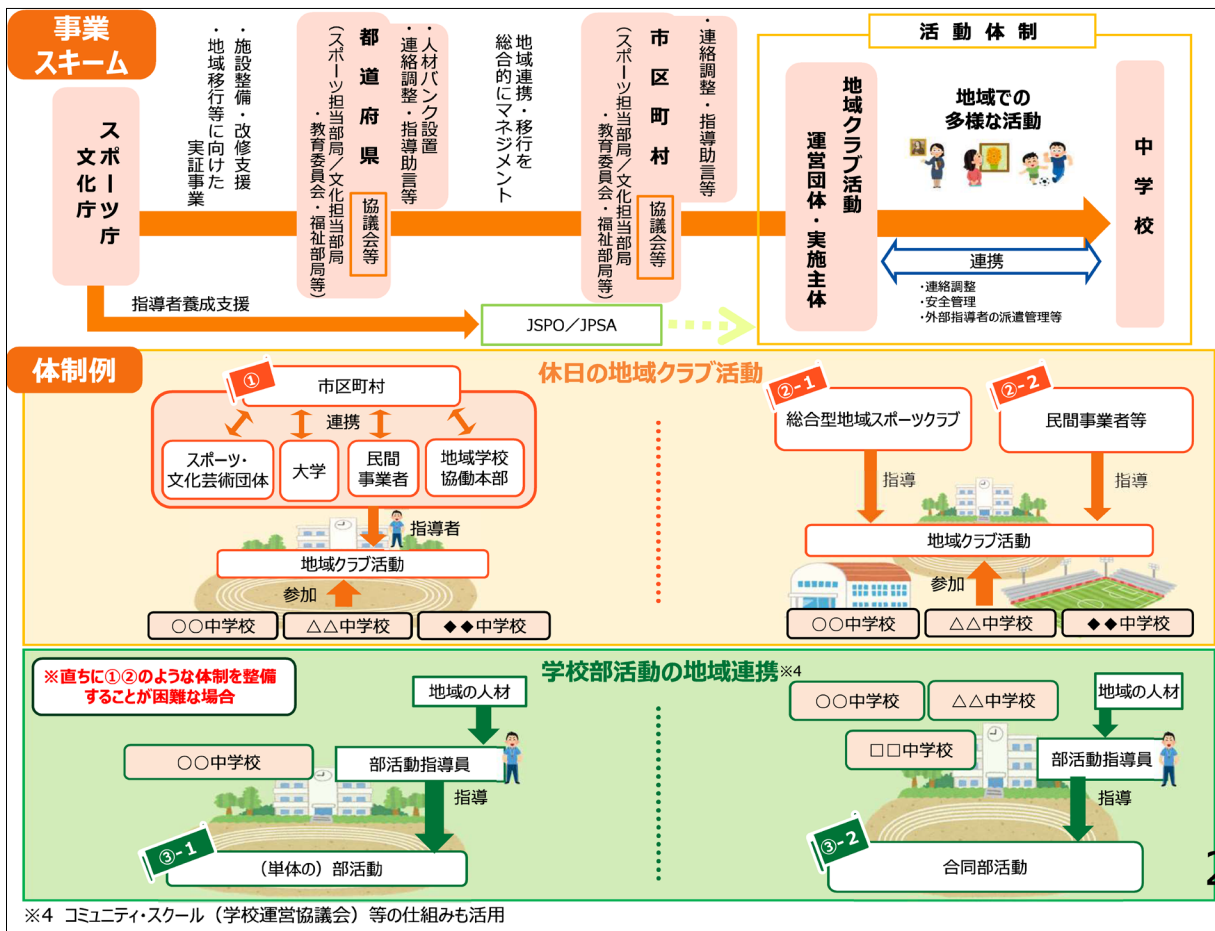 事業
スキーム
スポーツ庁
文化庁
・施設整備・改修支援
・地域移行等に向けた
実証事業
都道府県
(スポーツ担当部局/文化担当部局
・教育委員会・福祉部局等)
協議会等
・人材バンク設置
・連絡調整・指導助言等
地域連携・移行を
総合的にマネジメント
市区町村
(スポーツ担当部局/文化担当部局
・教育委員会・福祉部局等)
協議会等
・連絡調整・指導助言等
活動体制
地域クラブ活動
運営団体・実施主体
地域での
多様な活動
連携
・連絡調整
・安全管理
・外部指導者の派遣管理等
中学校
指導者養成支援
JSPO/JPSA
体制例
休日の地域クラブ活動
①
市区町村
連携
スポーツ・
文化芸術団体
大学
民間
事業者
地域学校
協働本部
指導者
地域クラブ活動
参加
○○中学校
△△中学校
◆◆中学校
②-1
総合型地域スポーツクラブ
②-2
民間事業者等
指導
指導
地域クラブ活動
参加
○○中学校
△△中学校
◆◆中学校
※直ちに①②のような体制を整備
することが困難な場合
学校部活動の地域連携※4
地域の人材
○○中学校
部活動指導員
指導
③-1
(単体の)部活動
○○中学校
△△中学校
地域の人材
□□中学校
部活動指導員
指導
③-2
合同部活動
※4 コミュニティ・スクール(学校運営協議会)等の仕組みも活用